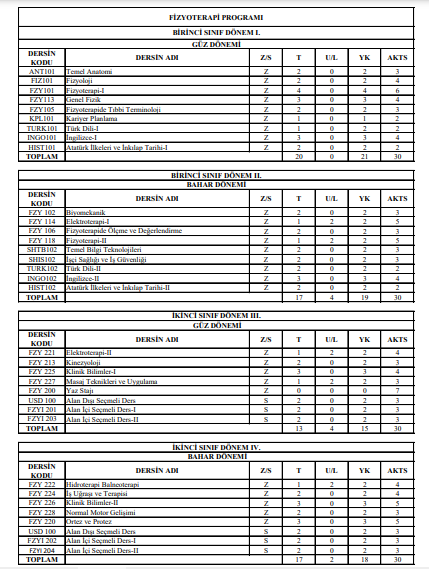 FİZYOTERAPİ PROGRAMI
BİRİNCİ SINIF DÖNEM I.
GÜZ DÖNEMİ
DERSİN KODU DERSİN ADI Z/S T U/L YK AKTS
ANT101 Temel Anatomi Z 2 0 2 3
FIZ101 Fizyoloji Z 2 0 2 4
FZY101 Fizyoterapi-I Z 4 0 4 6
FZY113 Genel Fizik Z 3 0 3 4
FZY105 Fizyoterapide Tıbbi Terminoloji Z 2 0 2 3
KPL101 Kariyer Planlama Z 1 0 1 2
TURK101 Türk Dili-I Z 2 0 2 2
INGO101 İngilizce-I Z 3 0 3 4
HIST101 Atatürk İlkeleri ve İnkılap Tarihi-I Z 2 0 2 2
TOPLAM 20 0 21 30
BİRİNCİ SINIF DÖNEM II.
BAHAR DÖNEMİ
DERSİN KODU DERSİN ADI Z/S T U/L YK AKTS
FZY 102 Biyomekanik Z 2 0 2 3
FZY 114 Elektroterapi-I Z 1 2 2 5
FZY 106 Fizyoterapide Ölçme ve Değerlendirme Z 2 0 2 3
FZY 118 Fizyoterapi-II Z 1 2 2 5
SHTB102 Temel Bilgi Teknolojileri Z 2 0 2 3
SHIS102 İşçi Sağlığı ve İş Güvenliği Z 2 0 2 3
TURK102 Türk Dili-II Z 2 0 2 2
INGO102 İngilizce-II Z 3 0 3 4
HIST102 Atatürk İlkeleri ve İnkılap Tarihi-II Z 2 0 2 2
TOPLAM 17 4 19 30
İKİNCİ SINIF DÖNEM III.
GÜZ DÖNEMİ
DERSİN KODU DERSİN ADI Z/S T U/L YK AKTS
FZY 221 Elektroterapi-II Z 1 2 2 4
FZY 213 Kinezyoloji Z 2 0 2 3
FZY 225 Klinik Bilimler-I Z 3 0 3 4
FZY 227 Masaj Teknikleri ve Uygulama Z 1 2 2 3
FZY 200 Yaz Stajı Z 0 0 0 7
USD 100 Alan Dışı Seçmeli Ders S 2 0 2 3
FZYI 201 Alan İçi Seçmeli Ders-I S 2 0 2 3
FZYI 203 Alan İçi Seçmeli Ders-II S 2 0 2 3
TOPLAM 13 4 15 30
İKİNCİ SINIF DÖNEM IV.
BAHAR DÖNEMİ
DERSİN KODU DERSİN ADI Z/S T U/L YK AKTS
FZY 222 Hidroterapi Balneoterapi Z 1 2 2 4
FZY 224 İş Uğraşı ve Terapisi Z 2 0 2 4
FZY 226 Klinik Bilimler-II Z 3 0 3 5
FZY 228 Normal Motor Gelişimi Z 2 0 2 3
FZY 220 Ortez ve Protez Z 3 0 3 5
USD 100 Alan Dışı Seçmeli Ders S 2 0 2 3
FZYI 202 Alan İçi Seçmeli Ders-I S 2 0 2 3
FZYI 204 Alan İçi Seçmeli Ders-II S 2 0 2 3
TOPLAM 17 2 18 30